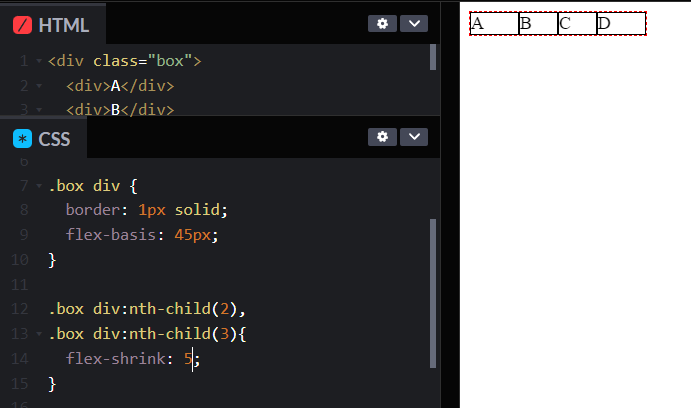 HTML
1 <div class="box">
2 <div>A</div>
3 <div>B</div>
CSS
6
7 .box div {
8 border: 1px solid;
9 flex-basis: 45px;
10 }
11
12 .box div:nth-child(2),
13 .box div:nth-child(3){
14 flex-shrink: 5;
15 }
16
A B C D